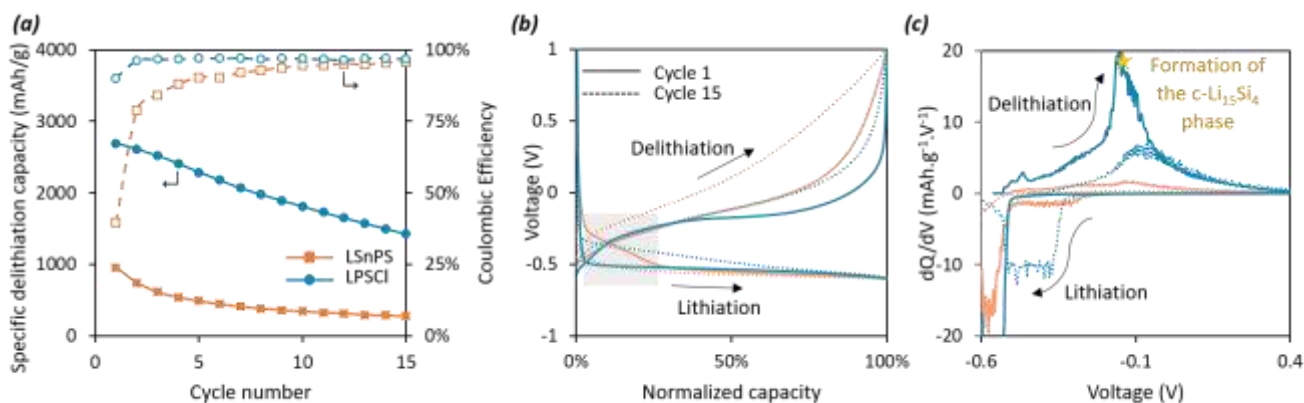 (a)
4000
3000
2000
1000
0
100%
75%
50%
25%
0%
Specific delithiation capacity (mAh/g)
Coulombic Efficiency
LSnPS
LPSCl
0
5
10
15
Cycle number
(b)
1
0.5
0
-0.5
-1
Voltage (V)
Cycle 1
Cycle 15
Delithiation
Lithiation
0%
50%
100%
Normalized capacity
(c)
20
10
0
-10
-20
dQ/dV (mAh.g⁻¹.V⁻¹)
Delithiation
Formation of
the c-Li₁₅Si₄
phase
Lithiation
-0.6
-0.1
0.4
Voltage (V)